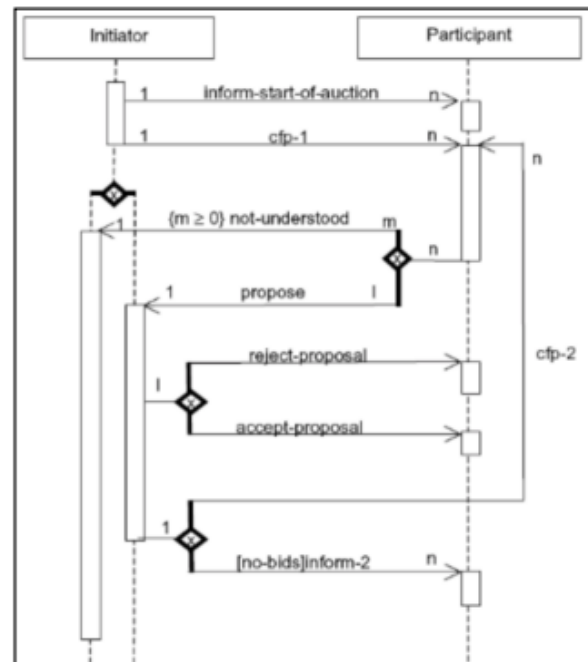 Initiator
Participant
1 inform-start-of-auction n
1 cfp-1 n
n
x
1 {m ≥ 0} not-understood m
x n
1 propose l
cfp-2
reject-proposal
l x
accept-proposal
1 x
[no-bids]inform-2 n